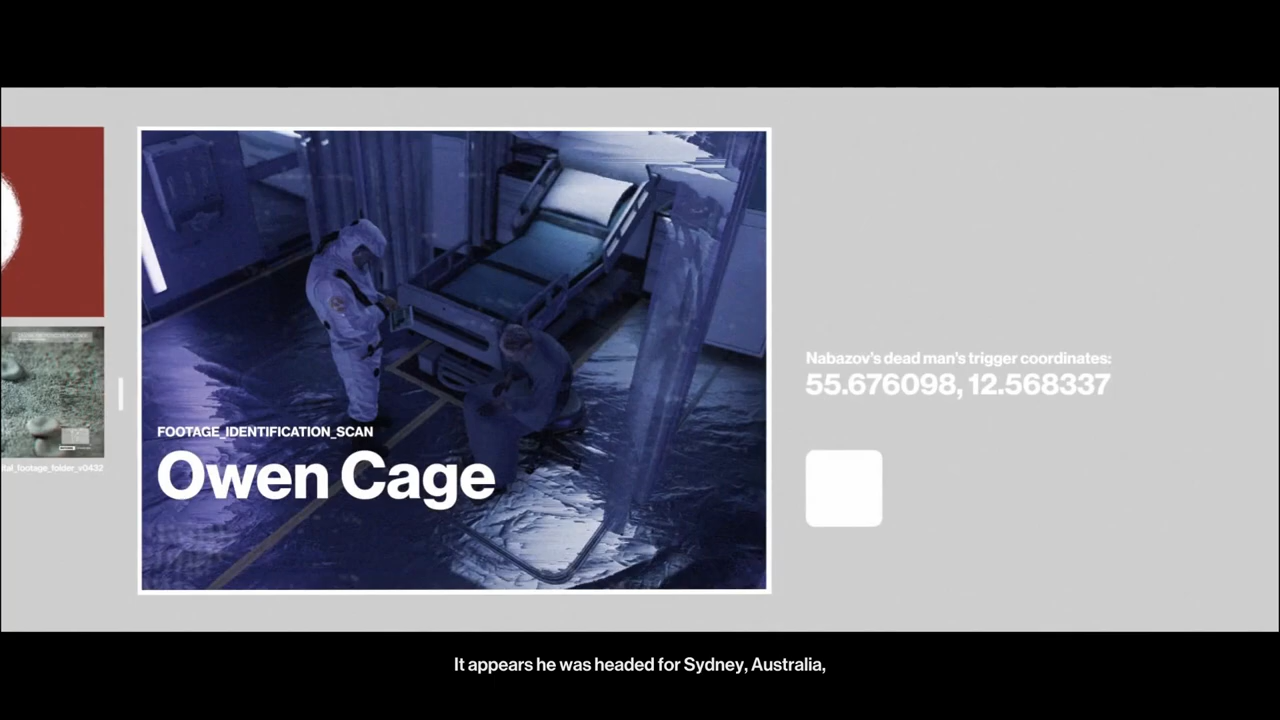 FOOTAGE_IDENTIFICATION_SCAN
Owen Cage
Nabazov's dead man's trigger coordinates:
55.676098, 12.568337
ital_footage_folder_v0432
It appears he was headed for Sydney, Australia,